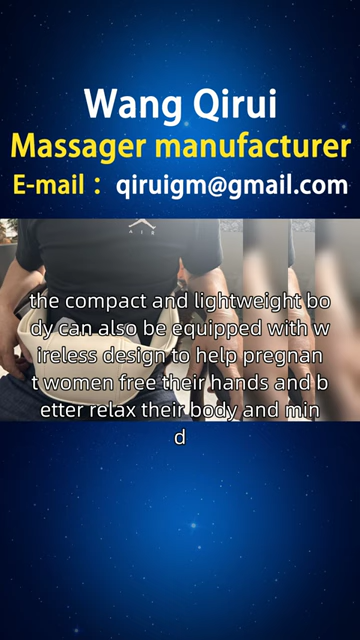 Wang Qirui
Massager manufacturer
E-mail： qiruigm@gmail.com
AIR
the compact and lightweight bo
dy can also be equipped with w
ireless design to help pregnan
t women free their hands and b
etter relax their body and min
d